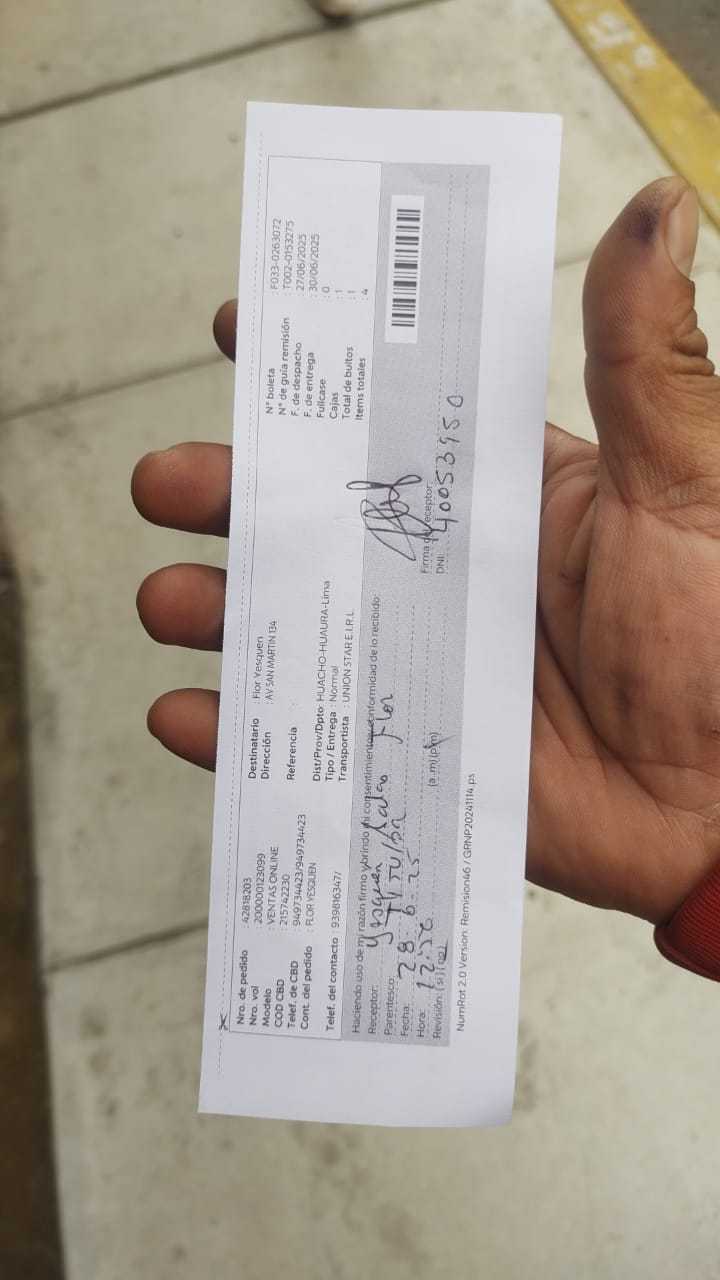 Nro. de pedido 42818203
Nro. vol 200000123099
Modelo : VENTAS ONLINE
COD CBD : 215742230
Telef. de CBD 949734423/949734423
Cont. del pedido : FLOR YESQUEN
Telef. del contacto : 939816347/
Destinatario : Flor Yesquen
Dirección : AV SAN MARTIN 134
Referencia :
Dist/Prov/Dpto: HUACHO-HUAURA-Lima
Tipo / Entrega : Normal
Transportista : UNION STAR E.I.R.L
N° boleta : F033-0263072
N° de guía remisión : T002-0153275
F. de despacho : 27/06/2025
F. de entrega : 30/06/2025
Fullcase : 0
Cajas : 1
Total de bultos : 1
Items totales : 4
Haciendo uso de mi razón firmo y brindo mi consentimiento y conformidad de lo recibido:
Receptor: Yesquen Salas Flor
Parentesco: Titular
Fecha: 28-6-25
Hora: 12:50 (a.m)(p.m)
Revisión: (si)(no)
Firma del receptor:
DNI: 40053950
NumRot 2.0 Version: Remision46 / GRNP20241114.ps